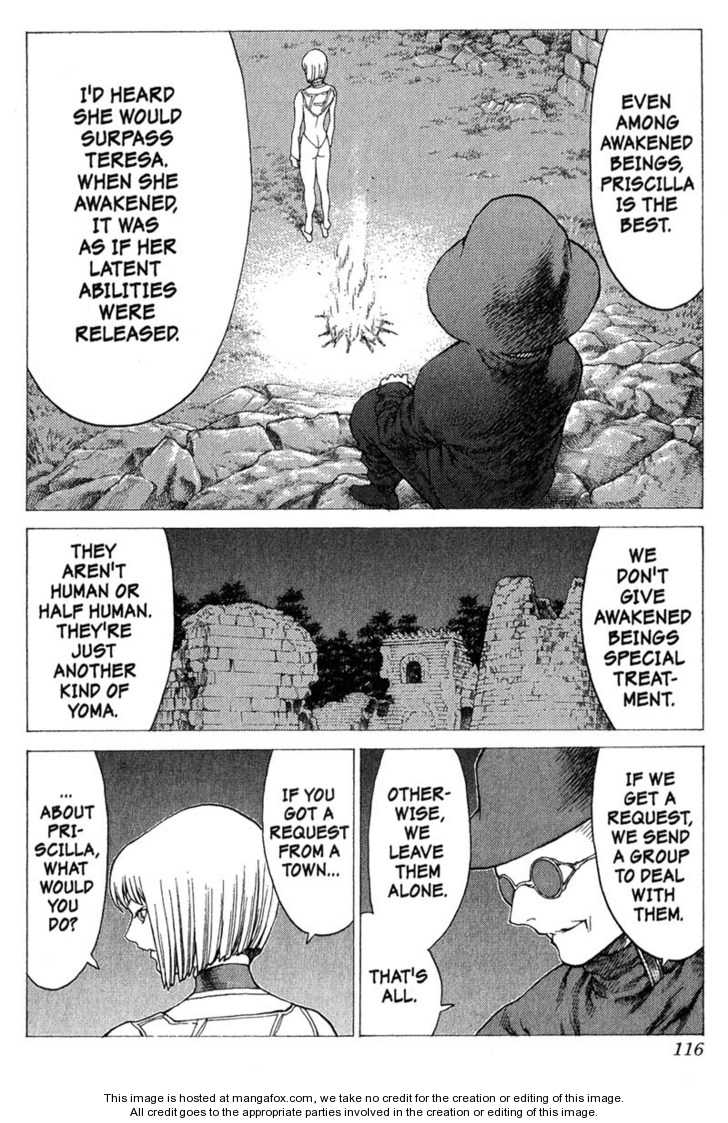 EVEN
AMONG
AWAKENED
BEINGS,
PRISCILLA
IS THE
BEST.
I'D HEARD
SHE WOULD
SURPASS
TERESA.
WHEN SHE
AWAKENED,
IT WAS
AS IF HER
LATENT
ABILITIES
WERE
RELEASED.
WE
DON'T
GIVE
AWAKENED
BEINGS
SPECIAL
TREAT-
MENT.
THEY
AREN'T
HUMAN OR
HALF HUMAN.
THEY'RE
JUST
ANOTHER
KIND OF
YOMA.
IF WE
GET A
REQUEST,
WE SEND
A GROUP
TO DEAL
WITH
THEM.
OTHER-
WISE,
WE
LEAVE
THEM
ALONE.
THAT'S
ALL.
IF YOU
GOT A
REQUEST
FROM A
TOWN...
...
ABOUT
PRI-
SCILLA,
WHAT
WOULD
YOU
DO?
116
This image is hosted at mangafox.com, we take no credit for the creation or editing of this image.
All credit goes to the appropriate parties involved in the creation or editing of this image.